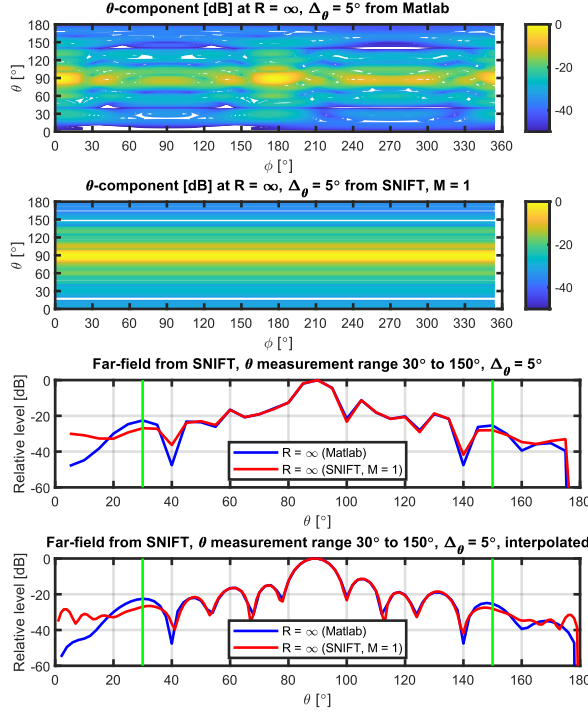 θ-component [dB] at R = ∞, Δθ = 5° from Matlab
θ [°]
180
150
120
90
60
30
0
0 30 60 90 120 150 180 210 240 270 300 330 360
ϕ [°]
0
-20
-40
θ-component [dB] at R = ∞, Δθ = 5° from SNIFT, M = 1
θ [°]
180
150
120
90
60
30
0
0 30 60 90 120 150 180 210 240 270 300 330 360
ϕ [°]
0
-20
-40
Far-field from SNIFT, θ measurement range 30° to 150°, Δθ = 5°
Relative level [dB]
0
-20
-40
-60
R = ∞ (Matlab)
R = ∞ (SNIFT, M = 1)
0 20 40 60 80 100 120 140 160 180
θ [°]
Far-field from SNIFT, θ measurement range 30° to 150°, Δθ = 5°, interpolated
Relative level [dB]
0
-20
-40
-60
R = ∞ (Matlab)
R = ∞ (SNIFT, M = 1)
0 20 40 60 80 100 120 140 160 180
θ [°]